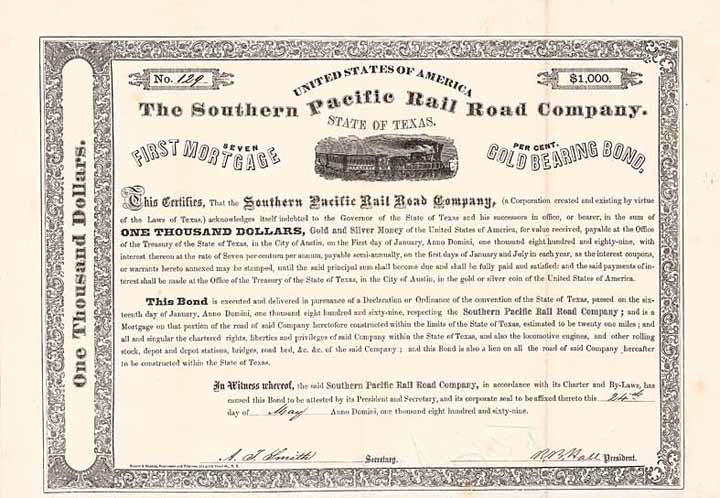 UNITED STATES OF AMERICA
No. 129
$1,000.
The Southern Pacific Rail Road Company.
STATE OF TEXAS.
FIRST MORTGAGE SEVEN PER CENT. GOLD BEARING BOND,
One Thousand Dollars.
This Certifies, That the Southern Pacific Rail Road Company, (a Corporation created and existing by virtue
of the Laws of Texas,) acknowledges itself indebted to the Governor of the State of Texas and his successors in office, or bearer, in the sum of
ONE THOUSAND DOLLARS, Gold and Silver Money of the United States of America, for value received, payable at the Office
of the Treasury of the State of Texas, in the City of Austin, on the First day of January, Anno Domini, one thousand eight hundred and eighty-nine, with
interest thereon at the rate of Seven per-centum per annum, payable semi-annually, on the first days of January and July in each year, as the interest coupons,
or warrants hereto annexed may be stamped, until the said principal sum shall become due and shall be fully paid and satisfied: and the said payments of in-
terest shall be made at the Office of the Treasury of the State of Texas, in the City of Austin, in the gold or silver coin of the United States of America.
This Bond is executed and delivered in pursuance of a Declaration or Ordinance of the convention of the State of Texas, passed on the six-
teenth day of January, Anno Domini, one thousand eight hundred and sixty-nine, respecting the Southern Pacific Rail Road Company; and is a
Mortgage on that portion of the road of said Company heretofore constructed within the limits of the State of Texas, estimated to be twenty one miles; and
all and singular the chartered rights, liberties and privileges of said Company within the State of Texas, and also the locomotive engines, and other rolling
stock, depot and depot stations, bridges, road bed, &c. &c. of the said Company; and this Bond is also a lien on all the road of said Company hereafter
to be constructed within the State of Texas.
In Witness whereof, the said Southern Pacific Rail Road Company, in accordance with its Charter and By-Laws, has
caused this Bond to be attested by its President and Secretary, and its corporate seal to be affixed thereto this 24th
day of May Anno Domini, one thousand eight hundred and sixty-nine.
A. T. Smith Secretary. Hall President.